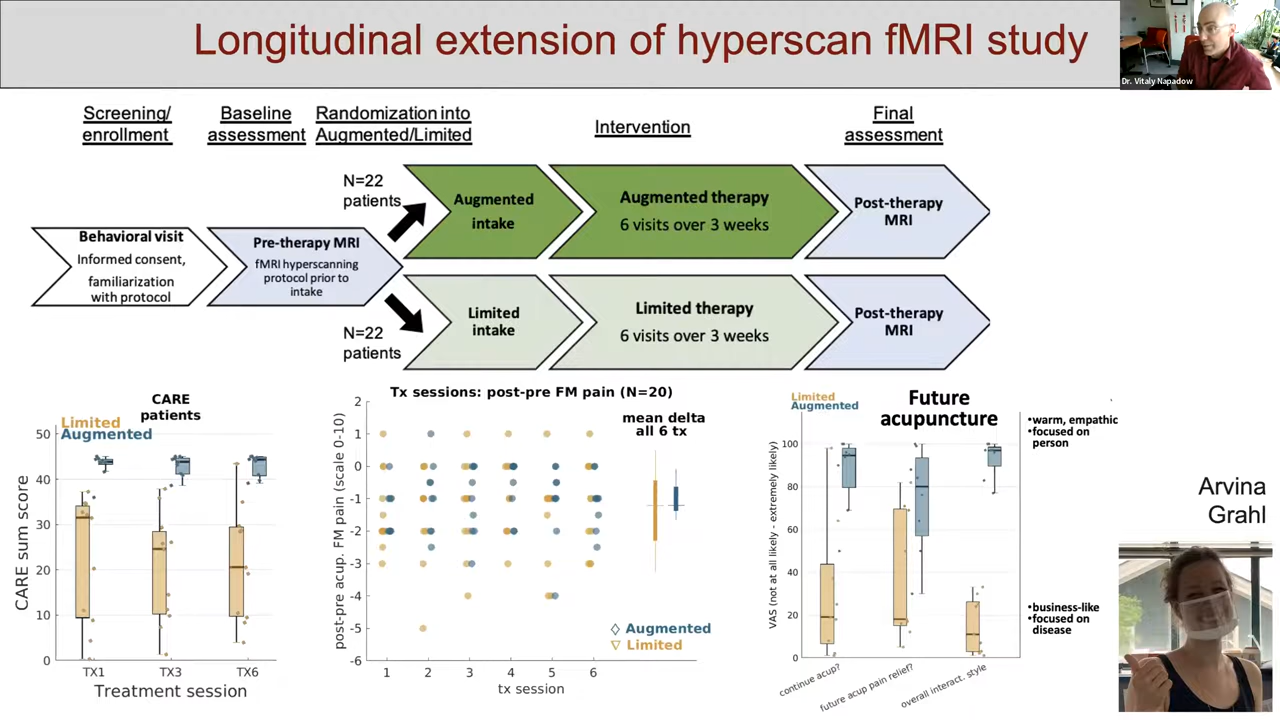 Longitudinal extension of hyperscan fMRI study
Dr. Vitaly Napadow
Screening/
enrollment
Baseline
assessment
Randomization into
Augmented/Limited
Intervention
Final
assessment
Behavioral visit
Informed consent,
familiarization
with protocol
Pre-therapy MRI
fMRI hyperscanning
protocol prior to
intake
N=22
patients
Augmented
intake
Augmented therapy
6 visits over 3 weeks
Post-therapy
MRI
N=22
patients
Limited
intake
Limited therapy
6 visits over 3 weeks
Post-therapy
MRI
CARE
patients
Limited
Augmented
CARE sum score
50
40
30
20
10
0
TX1
TX3
TX6
Treatment session
Tx sessions: post-pre FM pain (N=20)
post-pre acup. FM pain (scale 0-10)
2
1
0
-1
-2
-3
-4
-5
-6
1
2
3
4
5
6
tx session
mean delta
all 6 tx
Augmented
Limited
Limited
Augmented
Future
acupuncture
VAS (not at all likely - extremely likely)
100
80
60
40
20
0
continue acup?
future acup pain relief?
overall interact. style
•warm, empathic
•focused on
person
•business-like
•focused on
disease
Arvina
Grahl